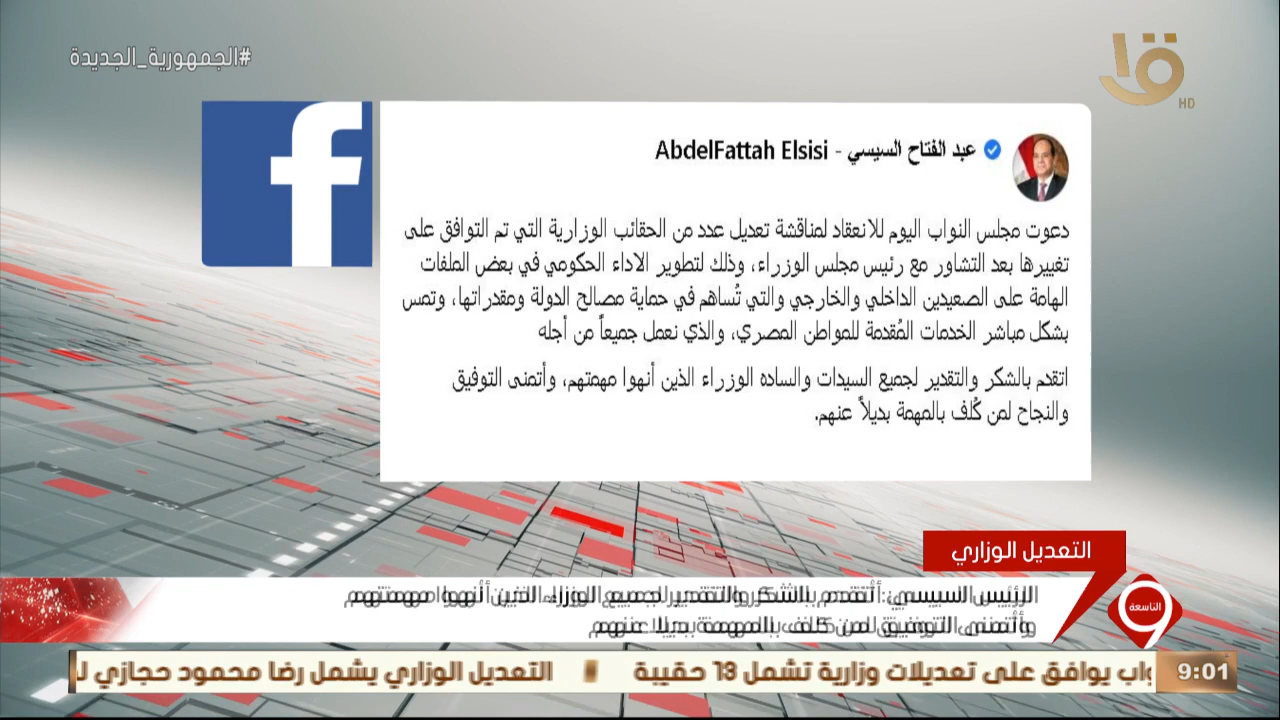 #الجمهورية_الجديدة
HD
عبد الفتاح السيسي - AbdelFattah Elsisi
دعوت مجلس النواب اليوم للانعقاد لمناقشة تعديل عدد من الحقائب الوزارية التي تم التوافق على
تغييرها بعد التشاور مع رئيس مجلس الوزراء، وذلك لتطوير الاداء الحكومي في بعض الملفات
الهامة على الصعيدين الداخلي والخارجي والتي تُساهم في حماية مصالح الدولة ومقدراتها، وتمس
بشكل مباشر الخدمات المُقدمة للمواطن المصري، والذي نعمل جميعاً من أجله
اتقدم بالشكر والتقدير لجميع السيدات والساده الوزراء الذين أنهوا مهمتهم، وأتمنى التوفيق
والنجاح لمن كُلف بالمهمة بديلاً عنهم.
التعديل الوزاري
الرئيس السيسي: أتقدم بالشكر والتقدير لجميع الوزراء الذين أنهوا مهمتهم
وأتمنى التوفيق لمن كلف بالمهمة بديلا عنهم
التاسعة
9:01 واب يوافق على تعديلات وزارية تشمل 13 حقيبة التعديل الوزاري يشمل رضا محمود حجازي ل